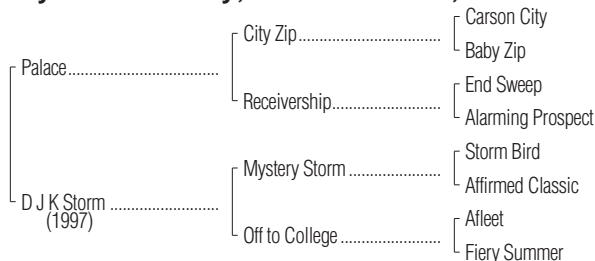 Carson City
City Zip
Baby Zip
Palace
End Sweep
Receivership
Alarming Prospect
Storm Bird
Mystery Storm
Affirmed Classic
D J K Storm
(1997)
Afleet
Off to College
Fiery Summer